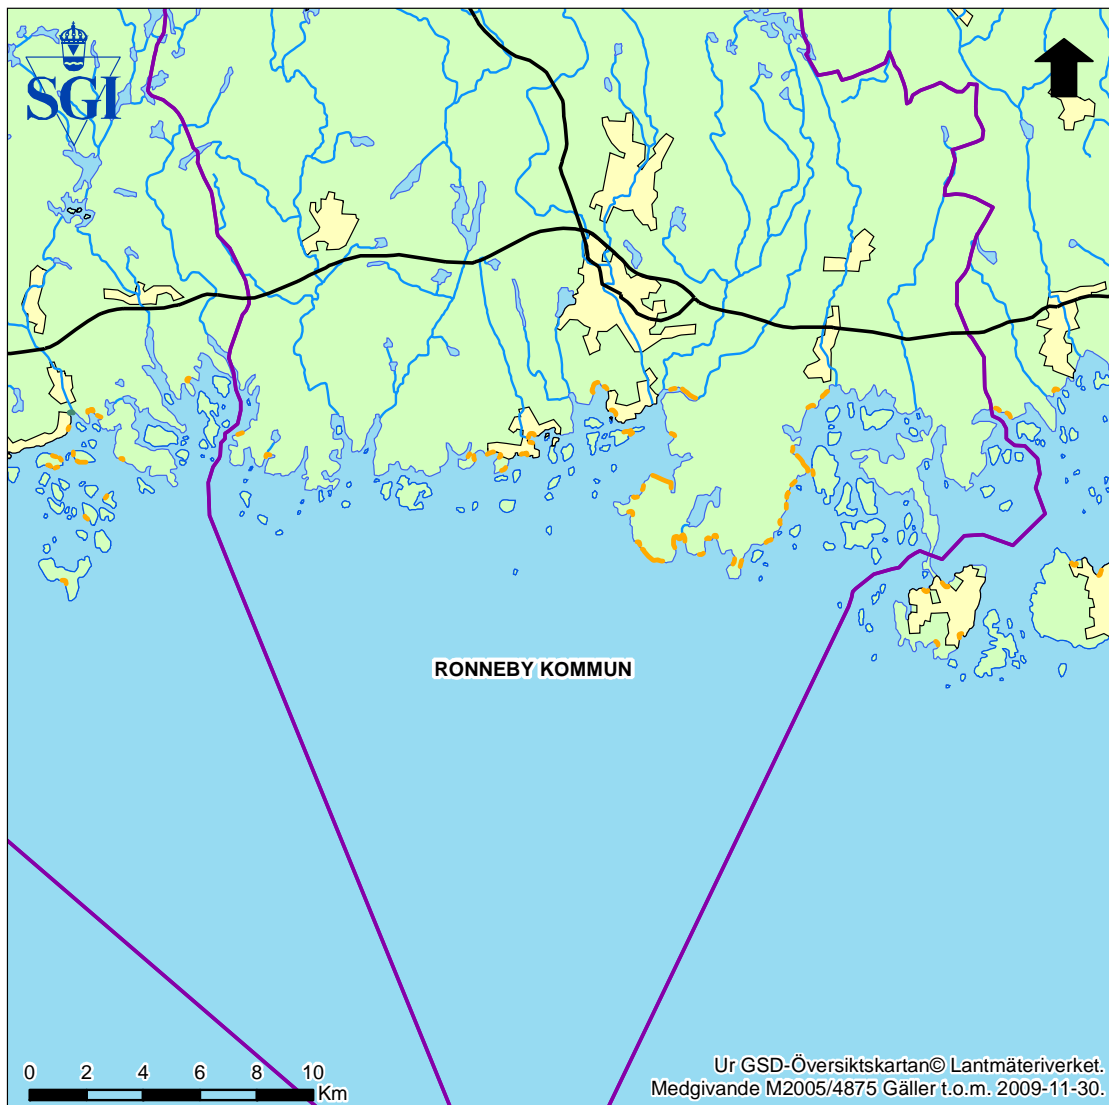 SGI
RONNEBY KOMMUN
0 2 4 6 8 10
Km
Ur GSD-Översiktskartan© Lantmäteriverket.
Medgivande M2005/4875 Gäller t.o.m. 2009-11-30.